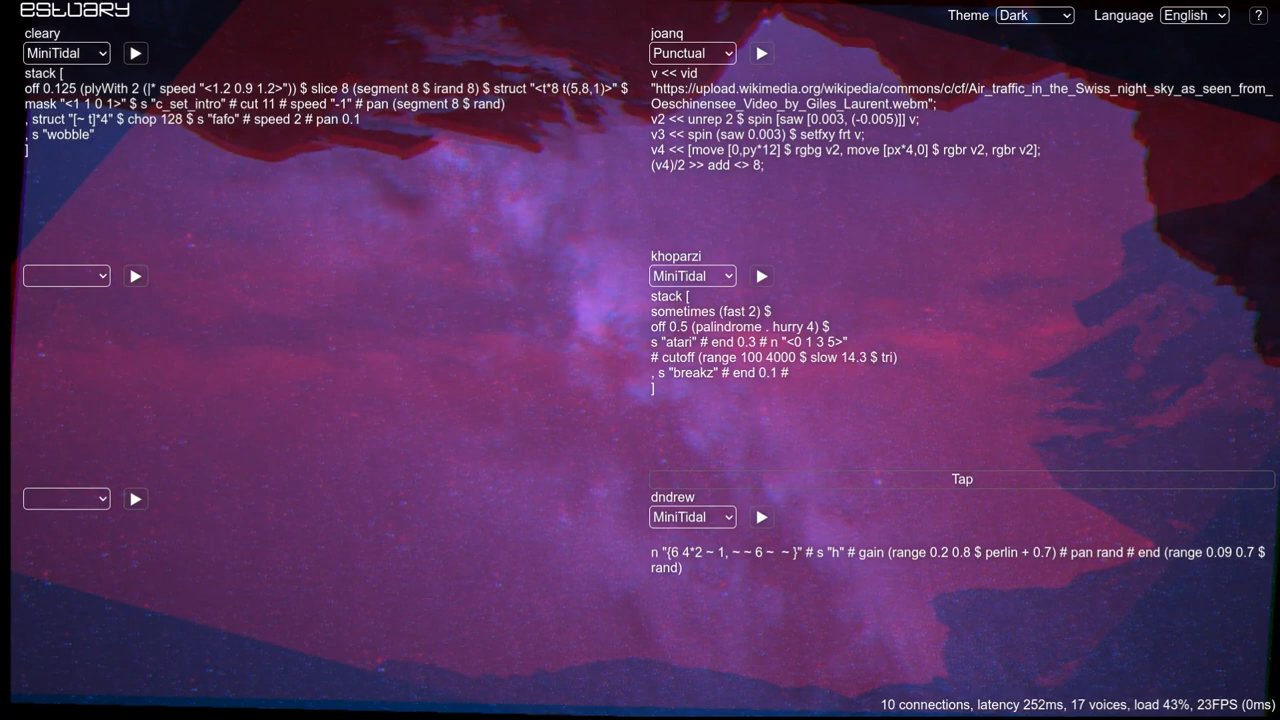 estuary
Theme Dark Language English ?
cleary
MiniTidal
stack [
off 0.125 (plyWith 2 (|* speed "<1.2 0.9 1.2>")) $ slice 8 (segment 8 $ irand 8) $ struct "<t*8 t(5,8,1)>" $
mask "<1 1 0 1>" $ s "c_set_intro" # cut 11 # speed "-1" # pan (segment 8 $ rand)
, struct "[~ t]*4" $ chop 128 $ s "fafo" # speed 2 # pan 0.1
, s "wobble"
]
joanq
Punctual
v << vid
"https://upload.wikimedia.org/wikipedia/commons/c/cf/Air_traffic_in_the_Swiss_night_sky_as_seen_from_
Oeschinensee_Video_by_Giles_Laurent.webm";
v2 << unrep 2 $ spin [saw [0.003, (-0.005)]] v;
v3 << spin (saw 0.003) $ setfxy frt v;
v4 << [move [0,py*12] $ rgbg v2, move [px*4,0] $ rgbr v2, rgbr v2];
(v4)/2 >> add <> 8;
khoparzi
MiniTidal
stack [
sometimes (fast 2) $
off 0.5 (palindrome . hurry 4) $
s "atari" # end 0.3 # n "<0 1 3 5>"
# cutoff (range 100 4000 $ slow 14.3 $ tri)
, s "breakz" # end 0.1 #
]
Tap
dndrew
MiniTidal
n "{6 4*2 ~ 1, ~ ~ 6 ~  ~ }" # s "h" # gain (range 0.2 0.8 $ perlin + 0.7) # pan rand # end (range 0.09 0.7 $
rand)
10 connections, latency 252ms, 17 voices, load 43%, 23FPS (0ms)